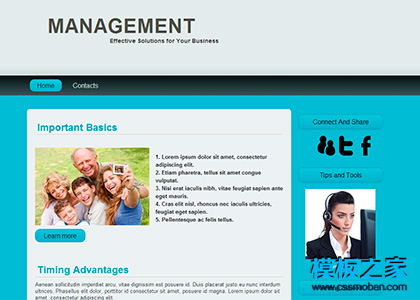 MANAGEMENT
Effective Solutions for Your Business
Home
Contacts
Important Basics
1. Lorem ipsum dolor sit amet, consectetur
adipiscing elit.
2. Etiam pharetra, tellus sit amet congue
vulputat.
3. Nisi erat iaculis nibh, vitae feugiat sapien ante
eget mauris.
4. Cras elit nisl, rhoncus nec iaculis ultricies,
feugiat eget sapien.
5. Pellentesque ac felis tellus.
Learn more
Timing Advantages
Aenean sollicitudin imperdiet arcu, vitae dignissim est posuere id. Duis placerat justo eu nunc interdum
ultrices. Phasellus elit dolor, porttitor id consectetur sit amet, posuere id magna. Lorem ipsum dolor sit
Connect And Share
Tips and Tools
模板之家
www.cssmoban.com